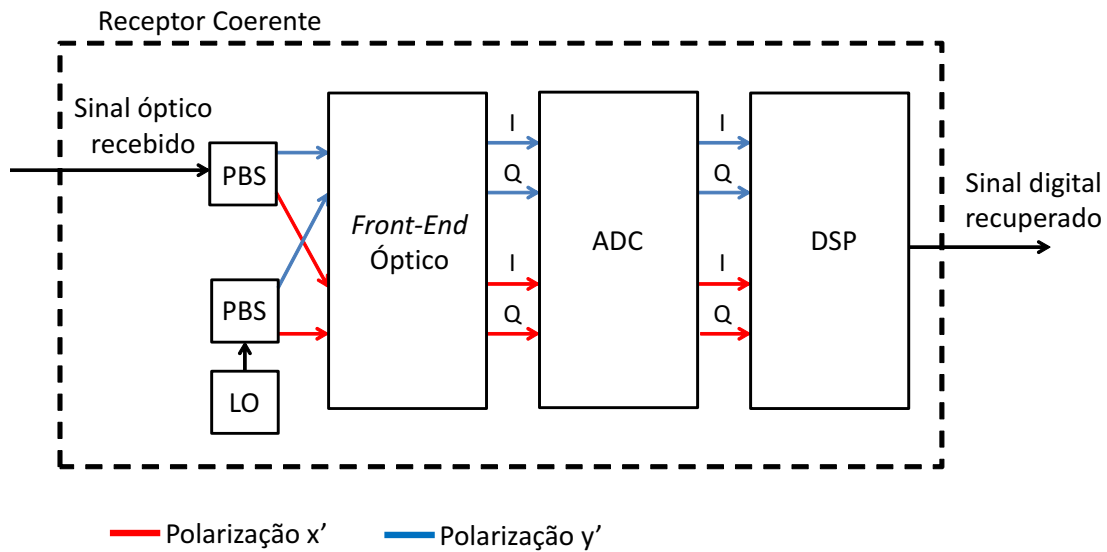 Receptor Coerente
Sinal óptico
recebido
PBS
PBS
LO
Front-End
Óptico
I
Q
I
Q
ADC
I
Q
I
Q
DSP
Sinal digital
recuperado
Polarização x’
Polarização y’